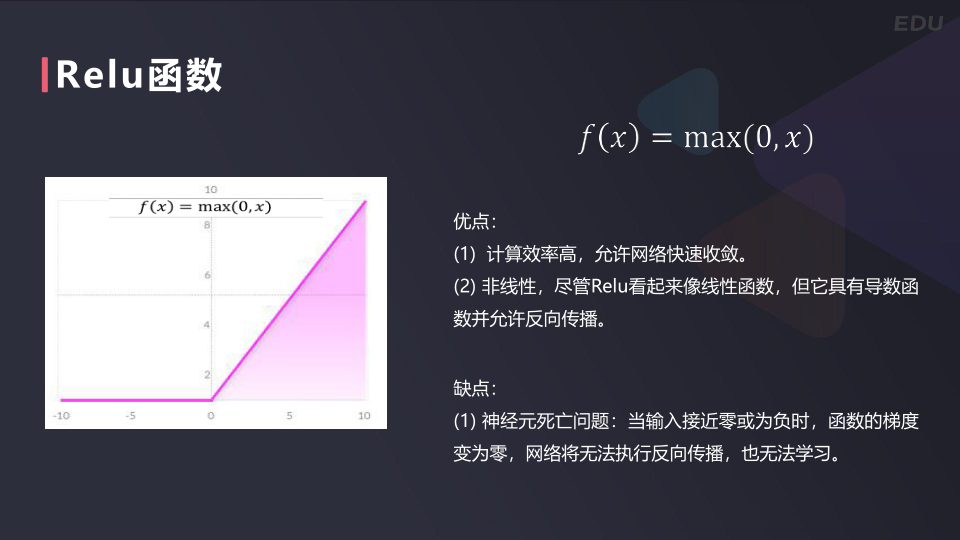 EDU
Relu函数
f(x) = max(0, x)
10
f(x) = max(0, x)
8
6
4
2
-10 -5 0 5 10
优点：
(1) 计算效率高，允许网络快速收敛。
(2) 非线性，尽管Relu看起来像线性函数，但它具有导数函
数并允许反向传播。
缺点：
(1) 神经元死亡问题：当输入接近零或为负时，函数的梯度
变为零，网络将无法执行反向传播，也无法学习。